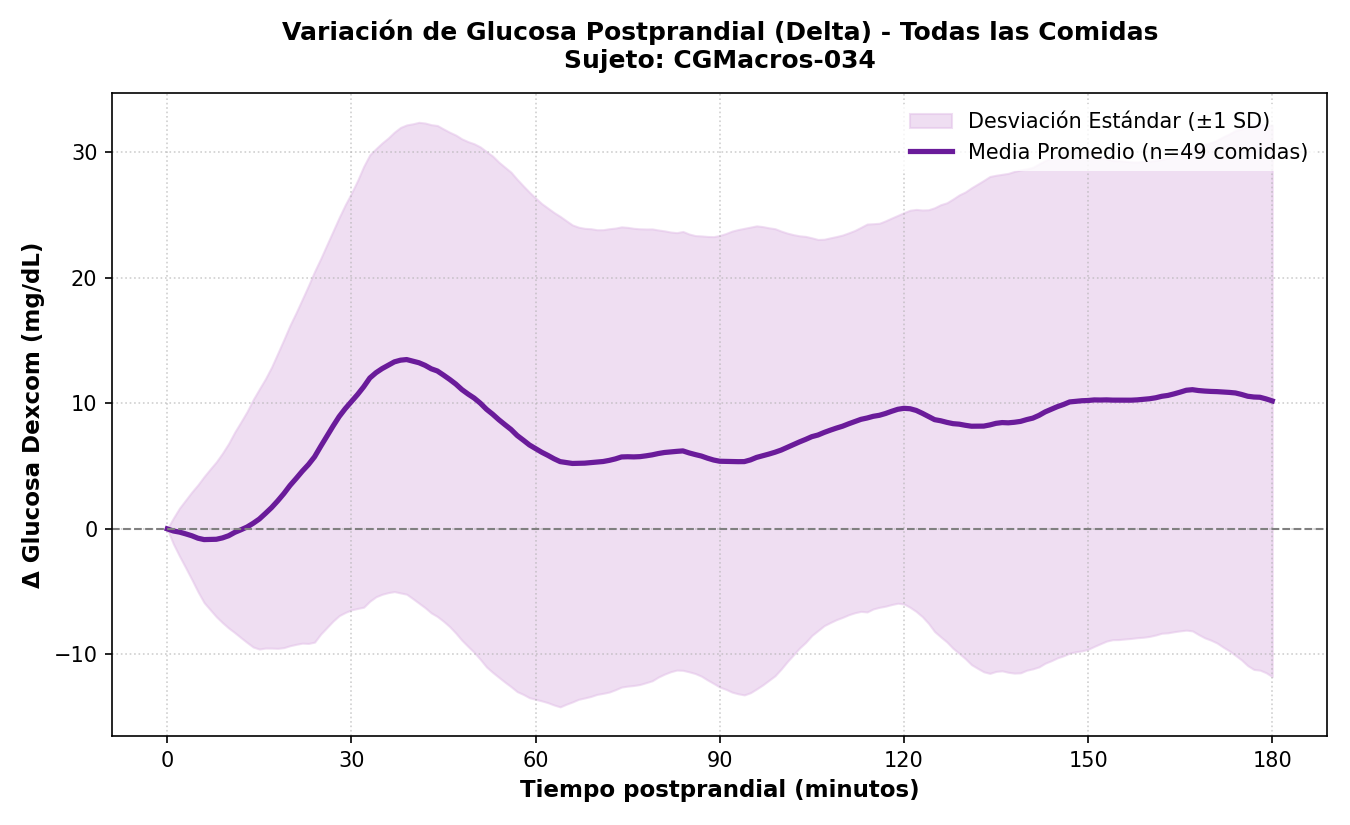 Variación de Glucosa Postprandial (Delta) - Todas las Comidas
Sujeto: CGMacros-034
Desviación Estándar (±1 SD)
Media Promedio (n=49 comidas)
Δ Glucosa Dexcom (mg/dL)
30
20
10
0
−10
0 30 60 90 120 150 180
Tiempo postprandial (minutos)